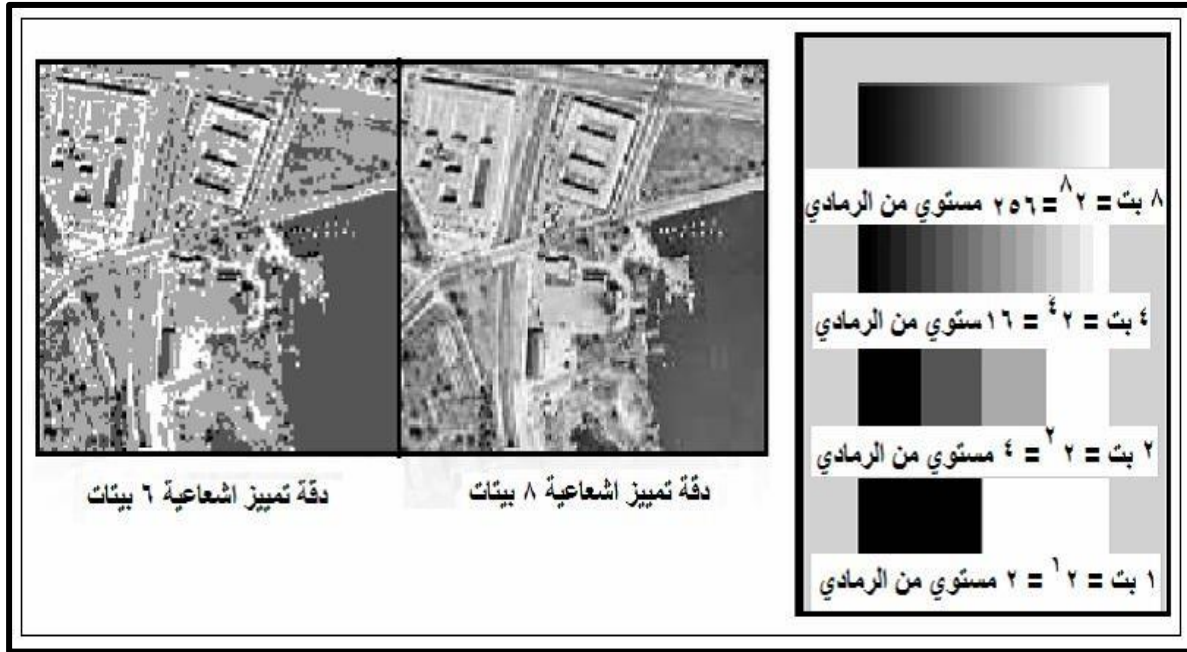 ٨ بت = ٢^٨ = ٢٥٦ مستوي من الرمادي
٤ بت = ٢^٤ = ١٦ ستوي من الرمادي
٢ بت = ٢^٢ = ٤ مستوي من الرمادي
١ بت = ٢^١ = ٢ مستوي من الرمادي
دقة تمييز اشعاعية ٨ بيتات
دقة تمييز اشعاعية ٦ بيتات